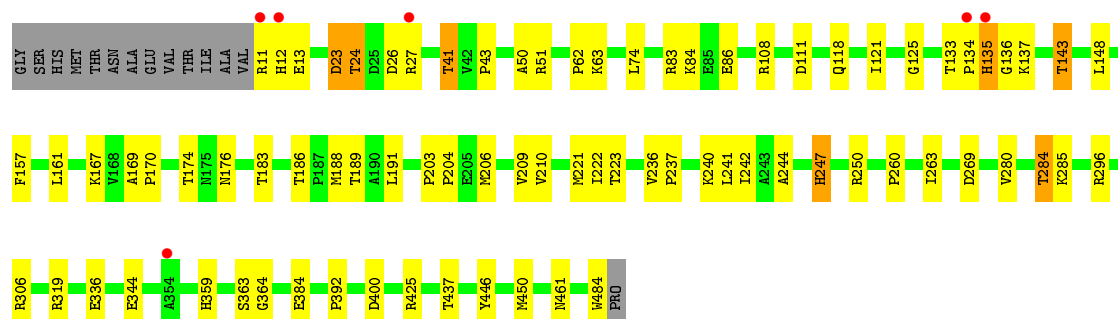 GLY SER HIS MET THR ASN ALA GLU VAL THR ILE ALA VAL R11 H12 E13 D23 T24 D25 D26 R27 T41 V42 P43 A50 R51 P62 K63 L74 R83 K84 E85 E86 R108 D111 Q118 I121 G125 T133 P134 H135 G136 K137 T143 L148
F157 L161 K167 V168 A169 P170 T174 N175 N176 T183 T186 P187 M188 T189 A190 L191 P203 P204 E205 M206 V209 V210 M221 I222 T223 V236 P237 K240 L241 I242 A243 A244 H247 R250 P260 I263 D269 V280 T284 K285 R296
R306 R319 E336 E344 A354 H359 S363 G364 E384 P392 D400 R425 T437 Y446 M450 N461 W484 PRO